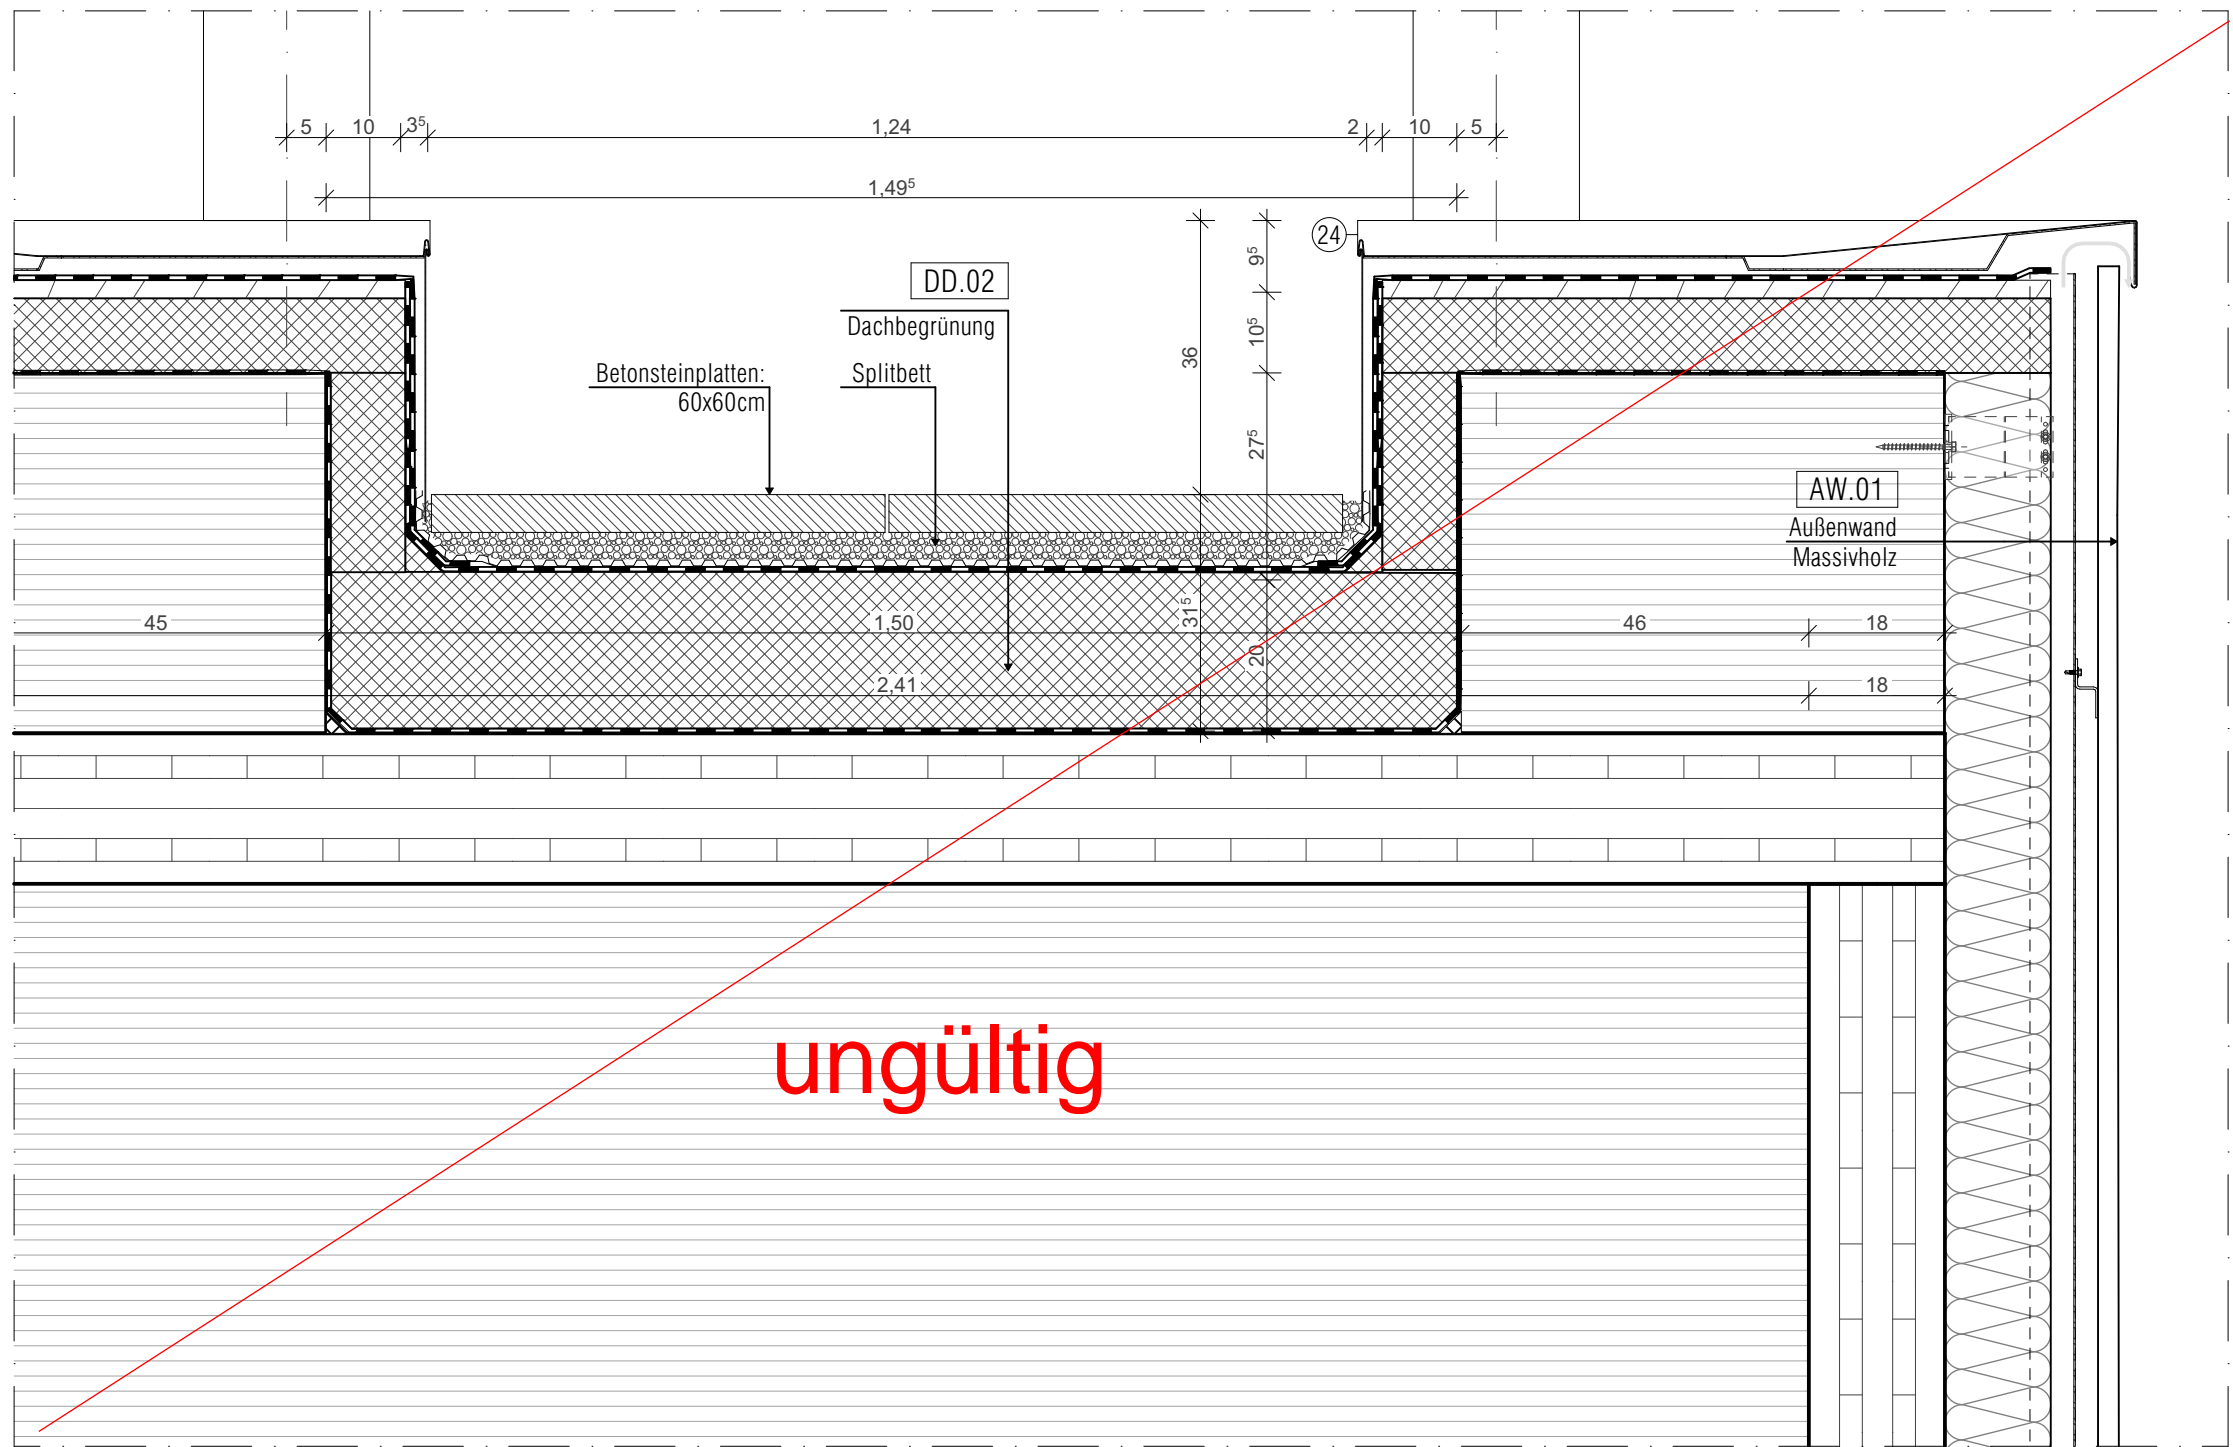 5 10 3⁵ 1,24 2 10 5
1,49⁵
24
9⁵
DD.02
Dachbegrünung
10⁵
36
Betonsteinplatten:
60x60cm
Splitbett
27⁵
AW.01
Außenwand
Massivholz
45 1,50 31⁵ 46 18
20
2,41 18
ungültig